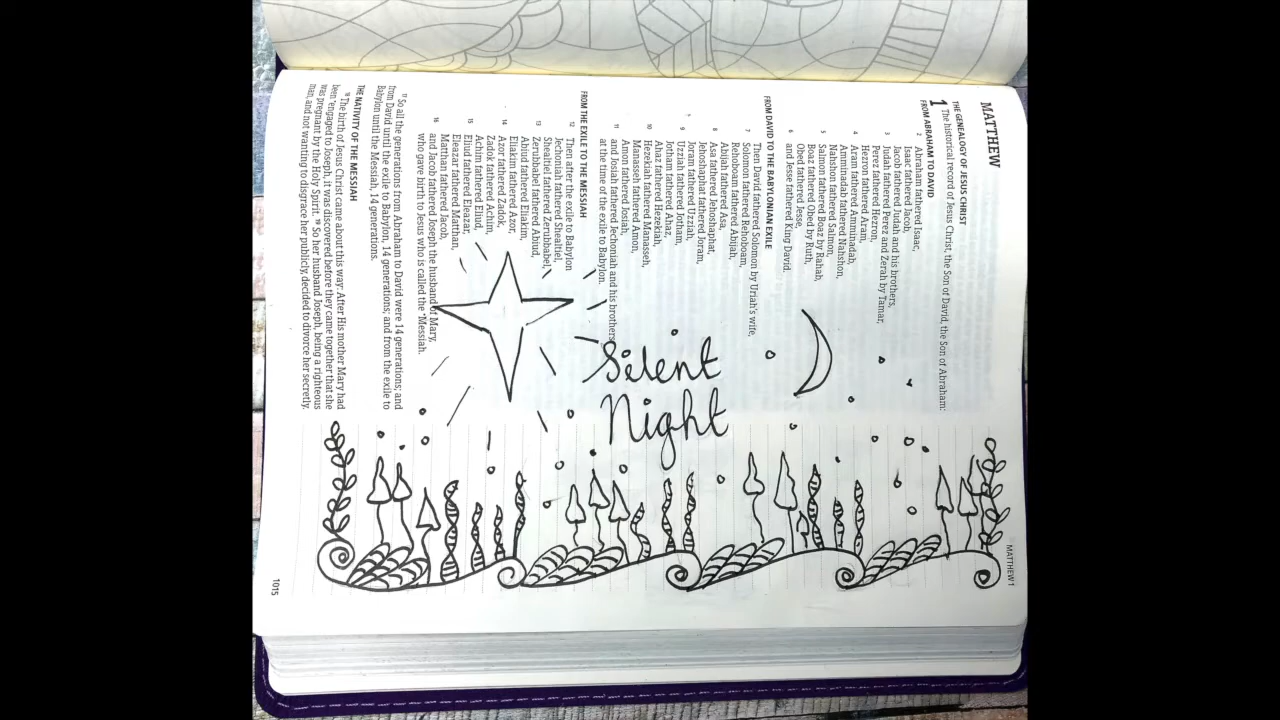 MATTHEW
THE GENEALOGY OF JESUS CHRIST
1 The historical record of Jesus Christ, the Son of David, the Son of Abraham:
FROM ABRAHAM TO DAVID
2 Abraham fathered Isaac,
Isaac fathered Jacob,
Jacob fathered Judah and his brothers,
3 Judah fathered Perez and Zerah by Tamar,
Perez fathered Hezron,
Hezron fathered Aram,
4 Aram fathered Amminadab,
Amminadab fathered Nahshon,
Nahshon fathered Salmon,
5 Salmon fathered Boaz by Rahab,
Boaz fathered Obed by Ruth,
Obed fathered Jesse,
6 and Jesse fathered King David.
FROM DAVID TO THE BABYLONIAN EXILE
Then David fathered Solomon by Uriah's wife,
7 Solomon fathered Rehoboam,
Rehoboam fathered Abijah,
Abijah fathered Asa,
8 Asa fathered Jehoshaphat,
Jehoshaphat fathered Joram,
Joram fathered Uzziah,
9 Uzziah fathered Jotham,
Jotham fathered Ahaz,
Ahaz fathered Hezekiah,
10 Hezekiah fathered Manasseh,
Manasseh fathered Amon,
Amon fathered Josiah,
11 and Josiah fathered Jechoniah and his brothers
at the time of the exile to Babylon.
FROM THE EXILE TO THE MESSIAH
12 Then after the exile to Babylon
Jechoniah fathered Shealtiel,
Shealtiel fathered Zerubbabel,
13 Zerubbabel fathered Abiud,
Abiud fathered Eliakim,
Eliakim fathered Azor,
14 Azor fathered Zadok,
Zadok fathered Achim,
Achim fathered Eliud,
15 Eliud fathered Eleazar,
Eleazar fathered Matthan,
Matthan fathered Jacob,
16 and Jacob fathered Joseph the husband of Mary,
who gave birth to Jesus who is called the Messiah.
17 So all the generations from Abraham to David were 14 generations; and
from David until the exile to Babylon, 14 generations; and from the exile to
Babylon until the Messiah, 14 generations.
THE NATIVITY OF THE MESSIAH
18 The birth of Jesus Christ came about this way: After His mother Mary had
been engaged to Joseph, it was discovered before they came together that she
was pregnant by the Holy Spirit. 19 So her husband Joseph, being a righteous
man, and not wanting to disgrace her publicly, decided to divorce her secretly.
Silent
Night
MATTHEW 1
1015